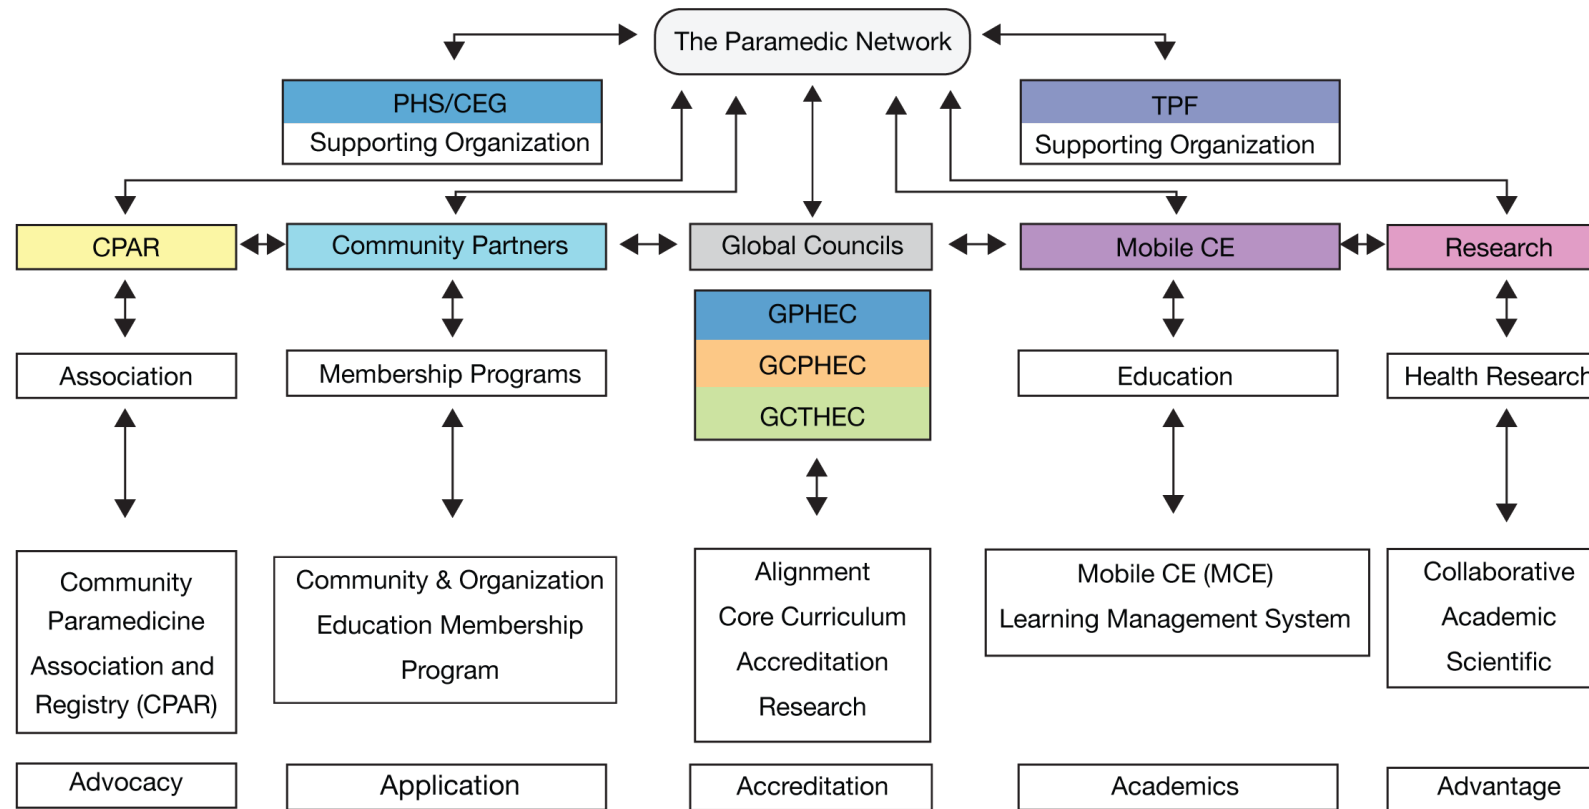 The Paramedic Network
PHS/CEG
Supporting Organization
TPF
Supporting Organization
CPAR
Community Partners
Global Councils
Mobile CE
Research
GPHEC
GCPHEC
GCTHEC
Association
Membership Programs
Education
Health Research
Community
Paramedicine
Association and
Registry (CPAR)
Community & Organization
Education Membership
Program
Alignment
Core Curriculum
Accreditation
Research
Mobile CE (MCE)
Learning Management System
Collaborative
Academic
Scientific
Advocacy
Application
Accreditation
Academics
Advantage